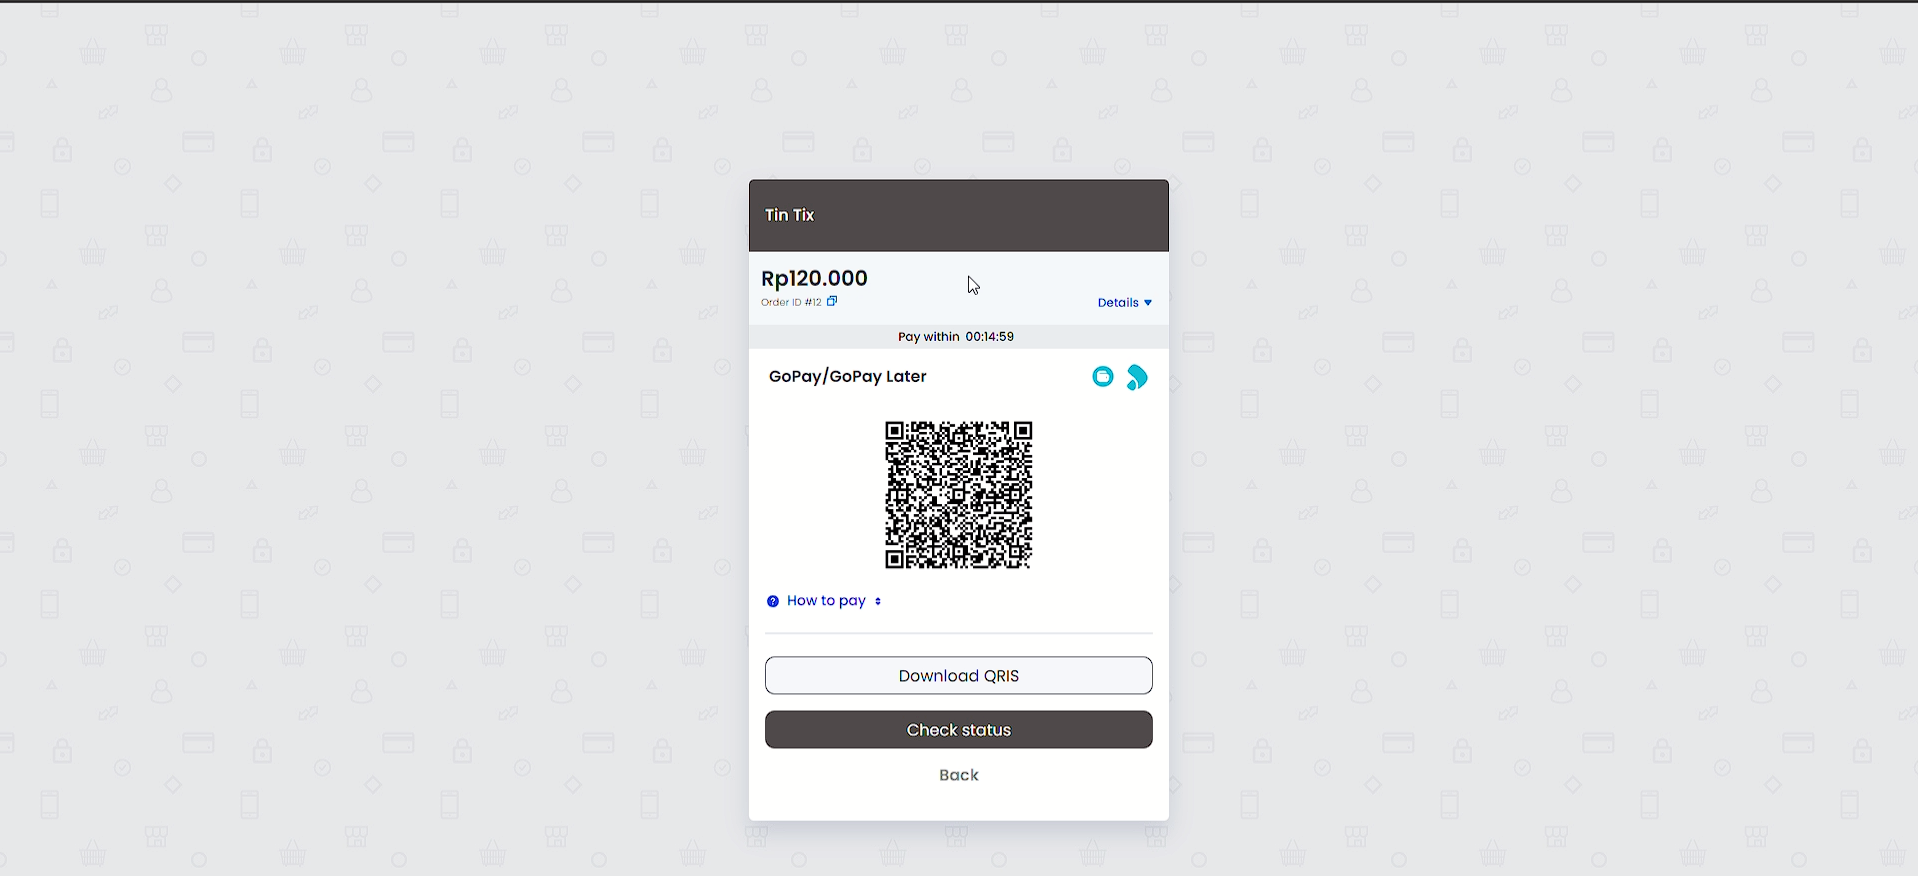 Tin Tix
Rp120.000
Order ID #12
Details
Pay within 00:14:59
GoPay/GoPay Later
How to pay
Download QRIS
Check status
Back